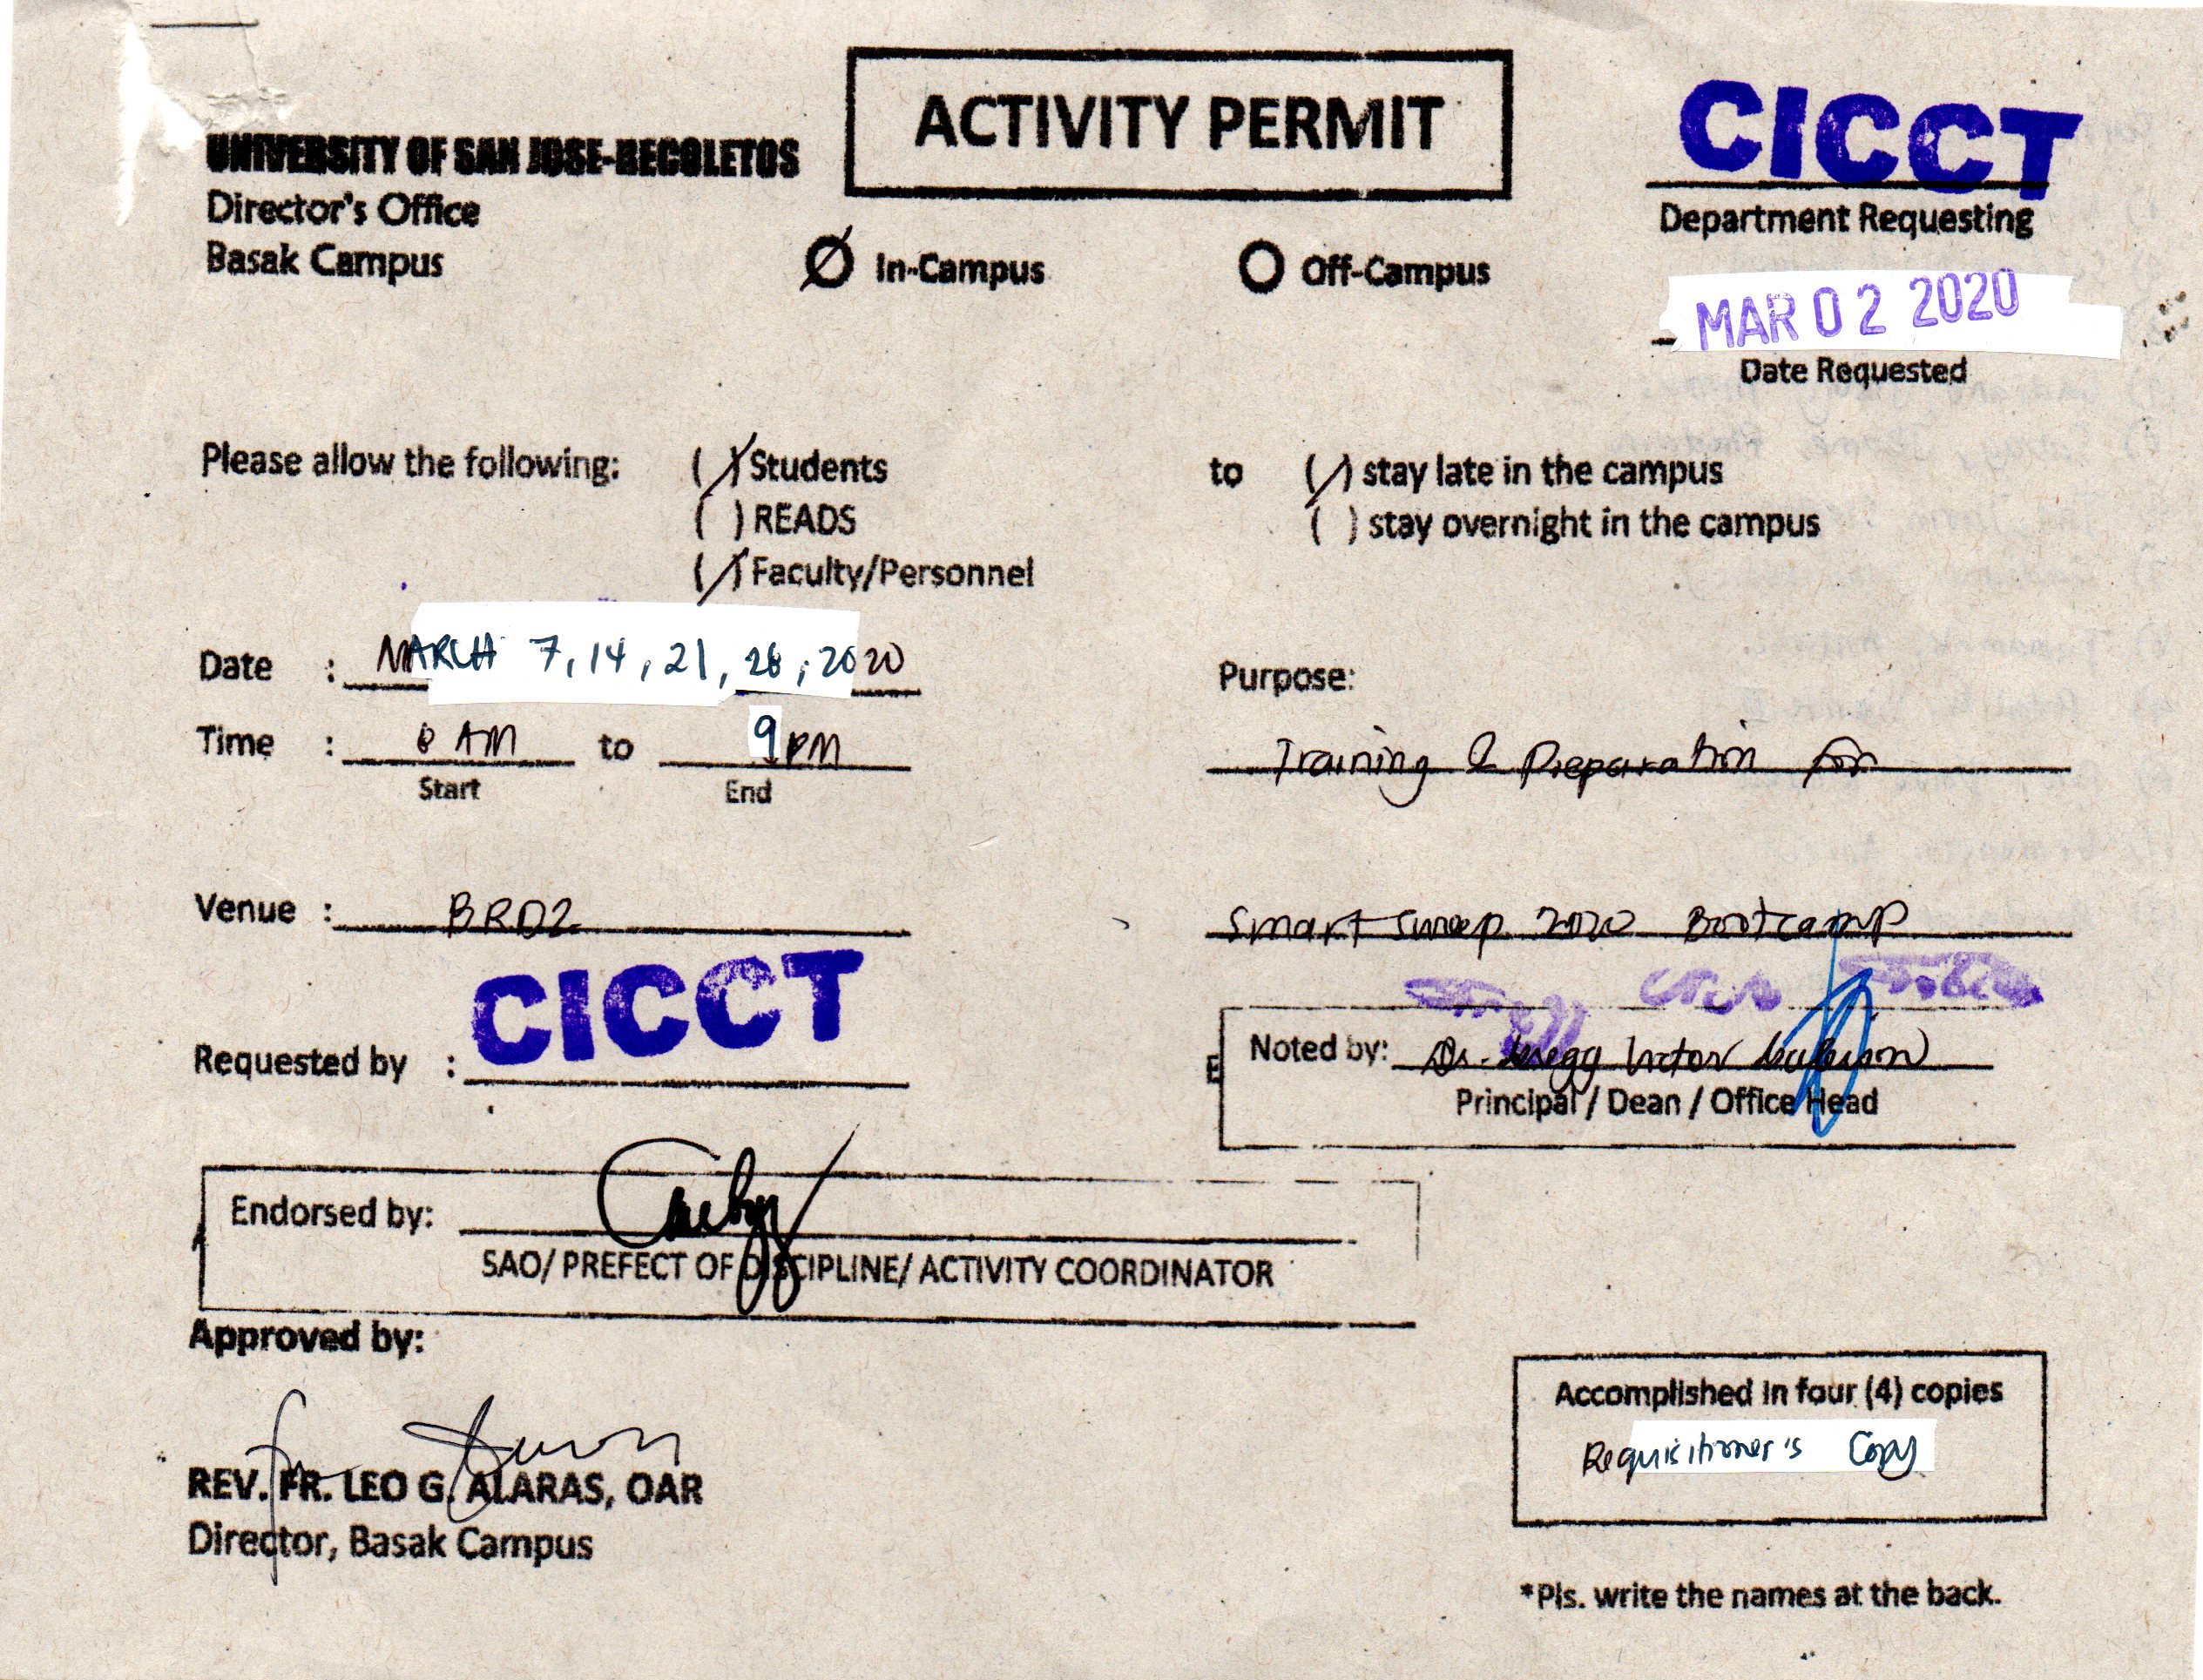 ACTIVITY PERMIT
CICCT
Department Requesting
UNIVERSITY OF SAN JOSE-RECOLETOS
Director's Office
Basak Campus
In-Campus
Off-Campus
MAR 02 2020
Date Requested
Please allow the following: (/) Students
( ) READS
(/) Faculty/Personnel
to (/) stay late in the campus
( ) stay overnight in the campus
Date : MARCH 7, 14, 21, 28, 2020
Time : 8 AM to 9 PM
Start End
Purpose:
Training & Preparation for
Smart Sweep 2020 Bootcamp
Venue : BRD2
Requested by : CICCT
Noted by: Dr. Gregg Victor
Principal / Dean / Office Head
Endorsed by:
SAO/ PREFECT OF DISCIPLINE/ ACTIVITY COORDINATOR
Approved by:
REV. FR. LEO G. ALARAS, OAR
Director, Basak Campus
Accomplished in four (4) copies
Requisitioner's Copy
*Pls. write the names at the back.